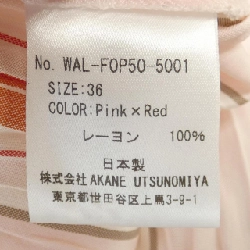 No. WAL-FOP50-5001
SIZE:36
COLOR:Pink×Red
レーヨン 100%
日本製
株式会社AKANE UTSUNOMIYA
東京都世田谷区上馬3-9-1